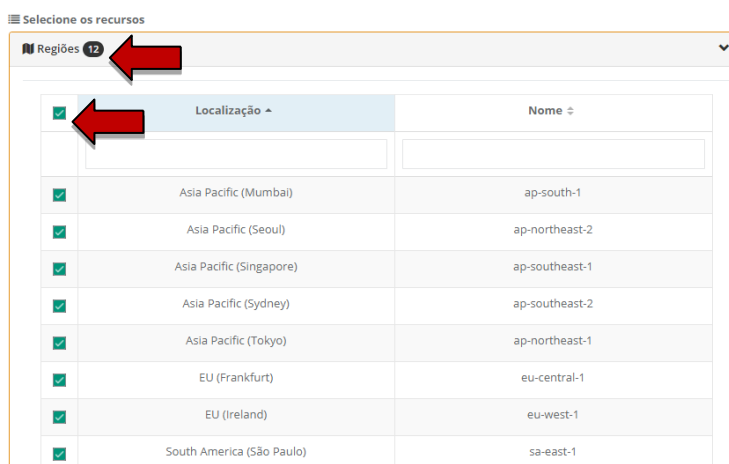 Selecione os recursos
Regiões 12
Localização Nome
Asia Pacific (Mumbai) ap-south-1
Asia Pacific (Seoul) ap-northeast-2
Asia Pacific (Singapore) ap-southeast-1
Asia Pacific (Sydney) ap-southeast-2
Asia Pacific (Tokyo) ap-northeast-1
EU (Frankfurt) eu-central-1
EU (Ireland) eu-west-1
South America (São Paulo) sa-east-1